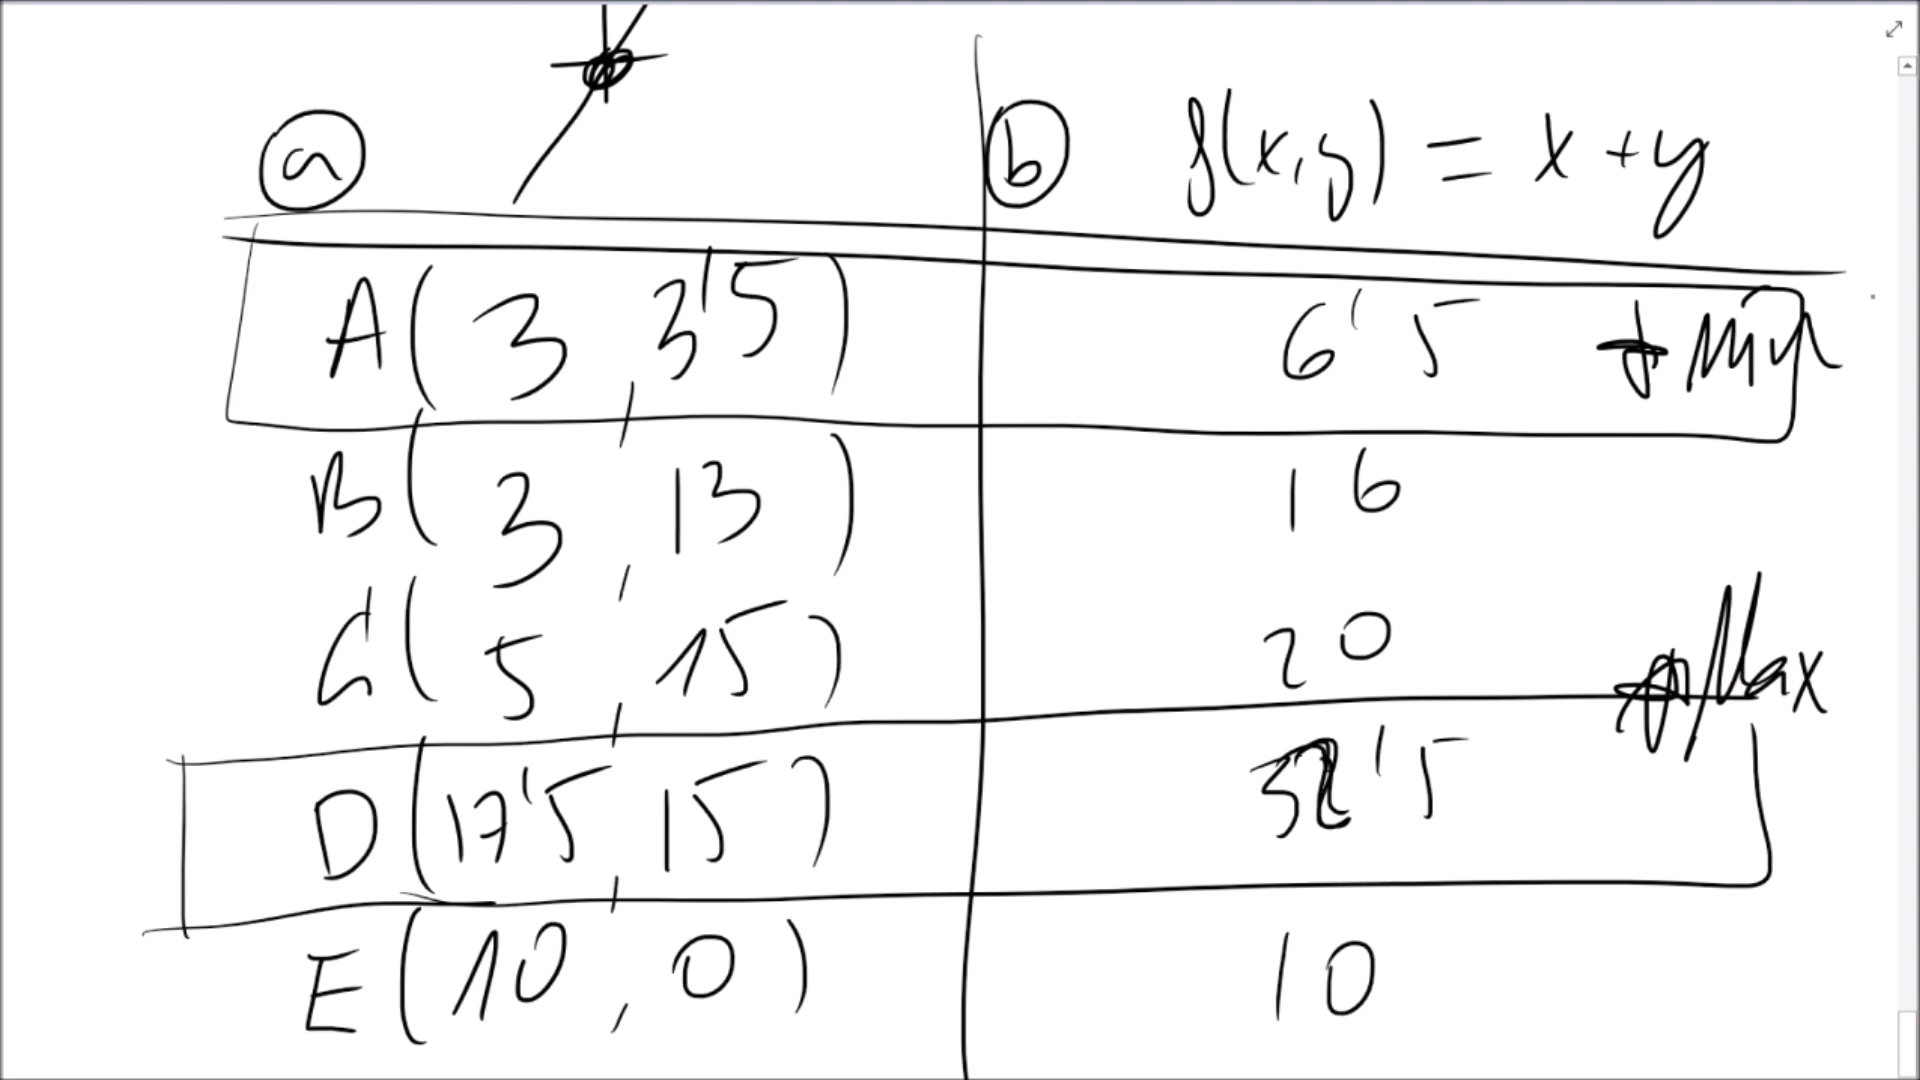 a b f(x,y) = x + y
A(3, 3'5) 6'5 → Min
B(3, 13) 16
C(5, 15) 20
→ Max
D(17'5, 15) 32'5
E(10, 0) 10